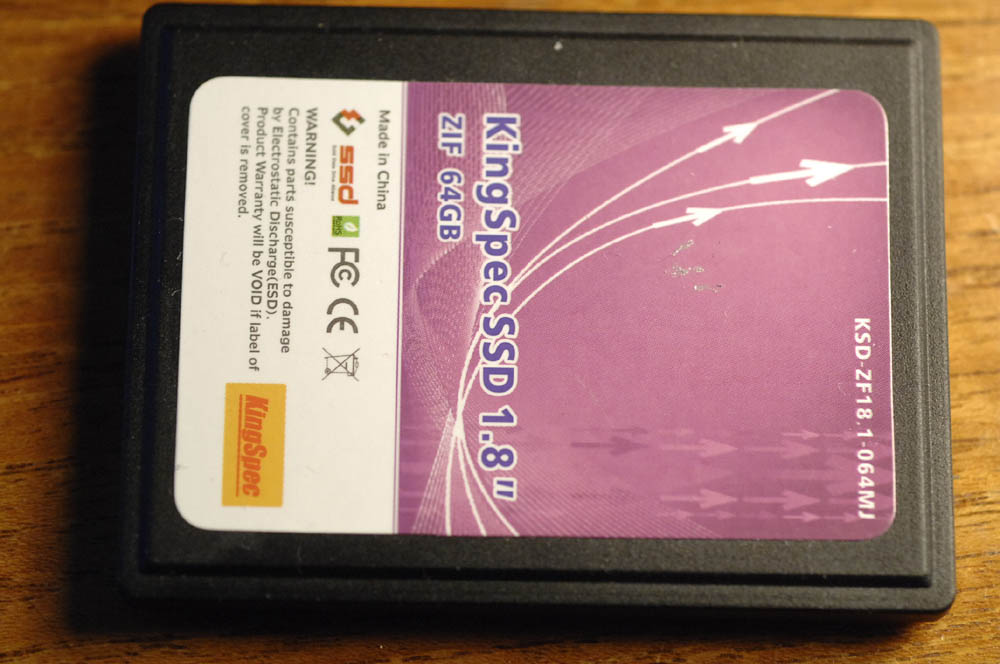 KSD-ZF18.1-064MJ
KingSpec SSD 1.8"
ZIF 64GB
Made in China
ssd
RoHS
FC CE
WARNING!
Contains parts susceptible to damage
by Electrostatic Discharge(ESD).
Product Warranty will be VOID if label of
cover is removed.
KingSpec